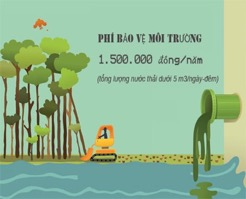 PHÍ BẢO VỆ MÔI TRƯỜNG
1.500.000 đồng/năm
(tổng lượng nước thải dưới 5 m3/ngày-đêm)